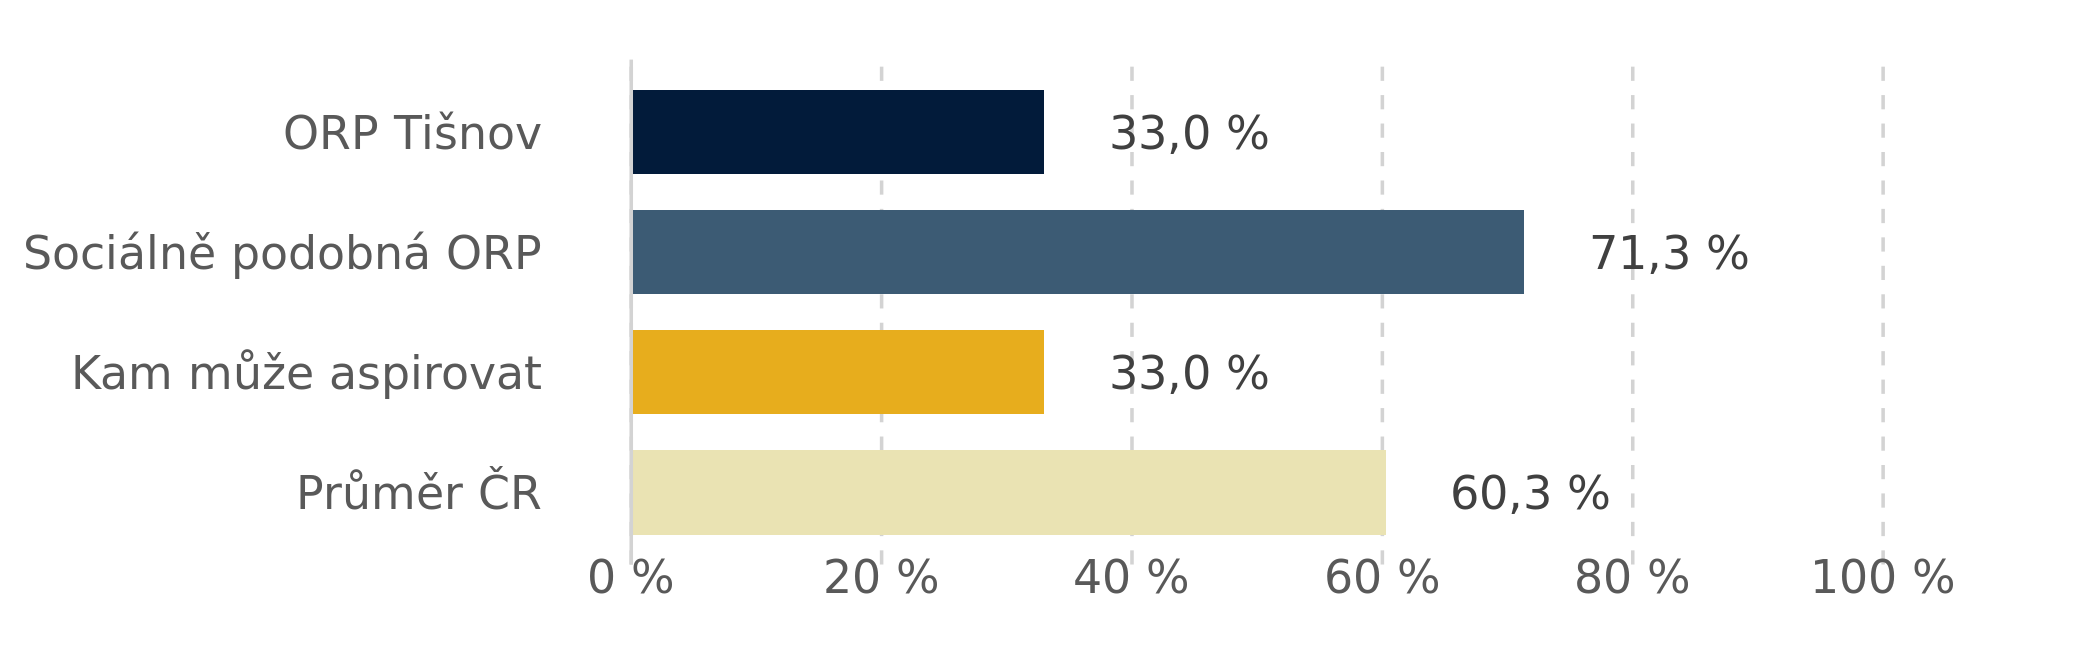 ORP Tišnov 33,0 %
Sociálně podobná ORP 71,3 %
Kam může aspirovat 33,0 %
Průměr ČR 60,3 %
0 % 20 % 40 % 60 % 80 % 100 %